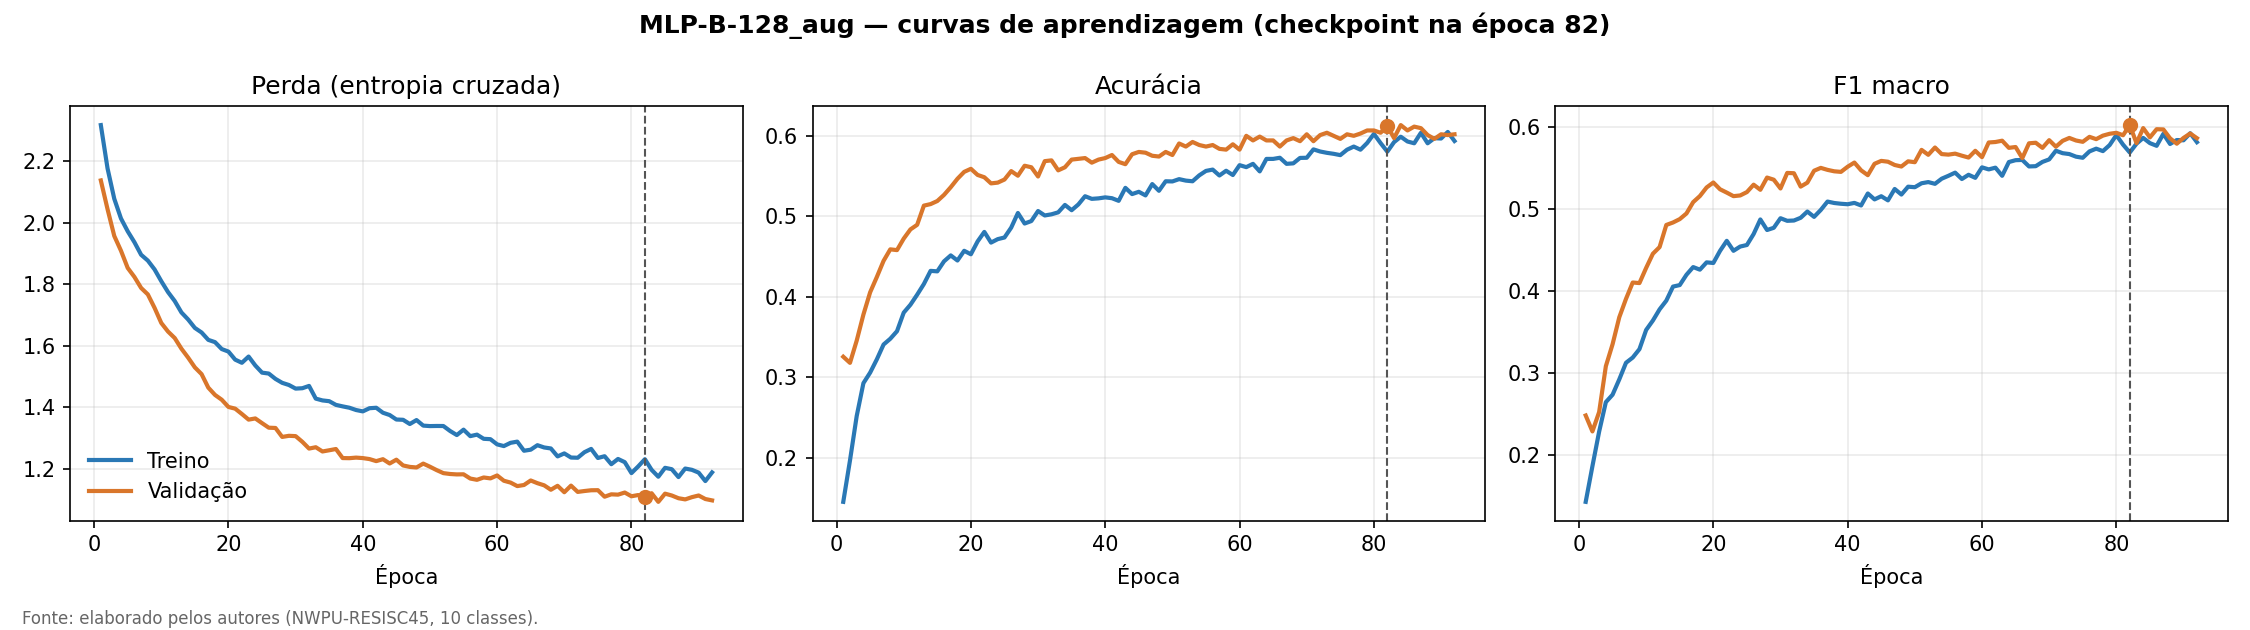 MLP-B-128_aug — curvas de aprendizagem (checkpoint na época 82)
Perda (entropia cruzada)
2.2
2.0
1.8
1.6
1.4
1.2
Treino
Validação
0 20 40 60 80
Época
Acurácia
0.6
0.5
0.4
0.3
0.2
0 20 40 60 80
Época
F1 macro
0.6
0.5
0.4
0.3
0.2
0 20 40 60 80
Época
Fonte: elaborado pelos autores (NWPU-RESISC45, 10 classes).